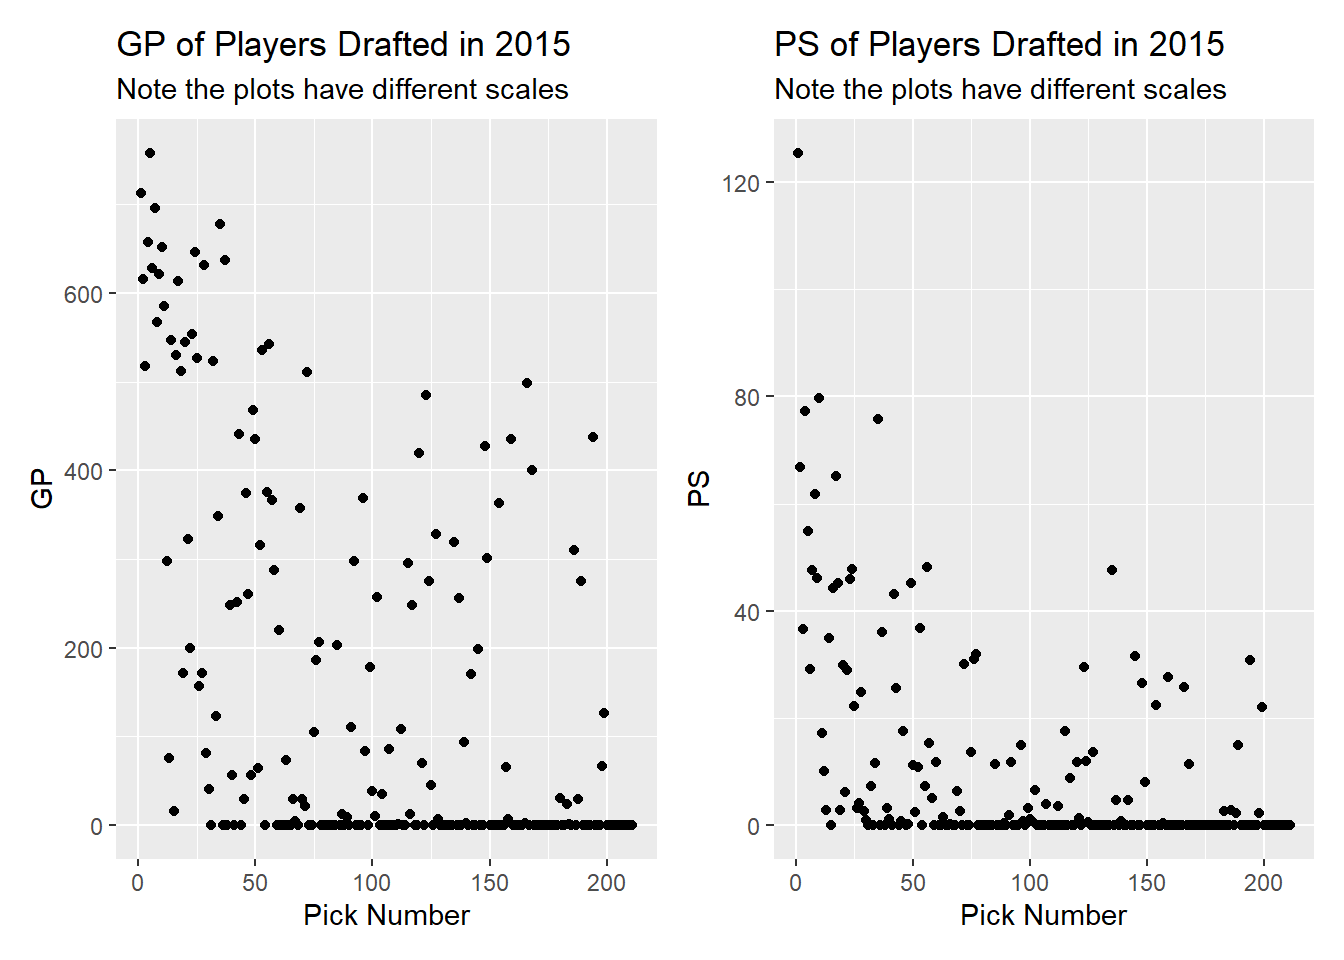 GP of Players Drafted in 2015
Note the plots have different scales
GP
600
400
200
0
0 50 100 150 200
Pick Number
PS of Players Drafted in 2015
Note the plots have different scales
PS
120
80
40
0
0 50 100 150 200
Pick Number